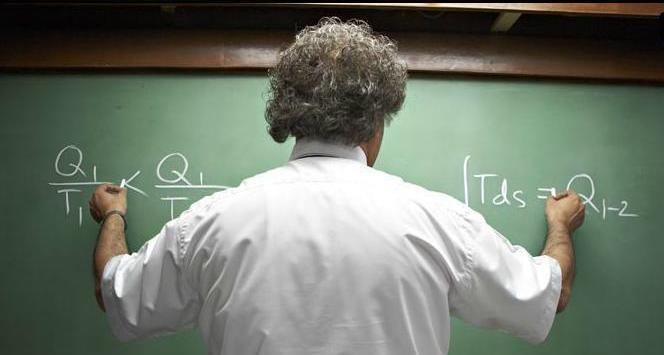 Q₁/T₁ < Q₁/T
∫Tds = Q₁₋₂